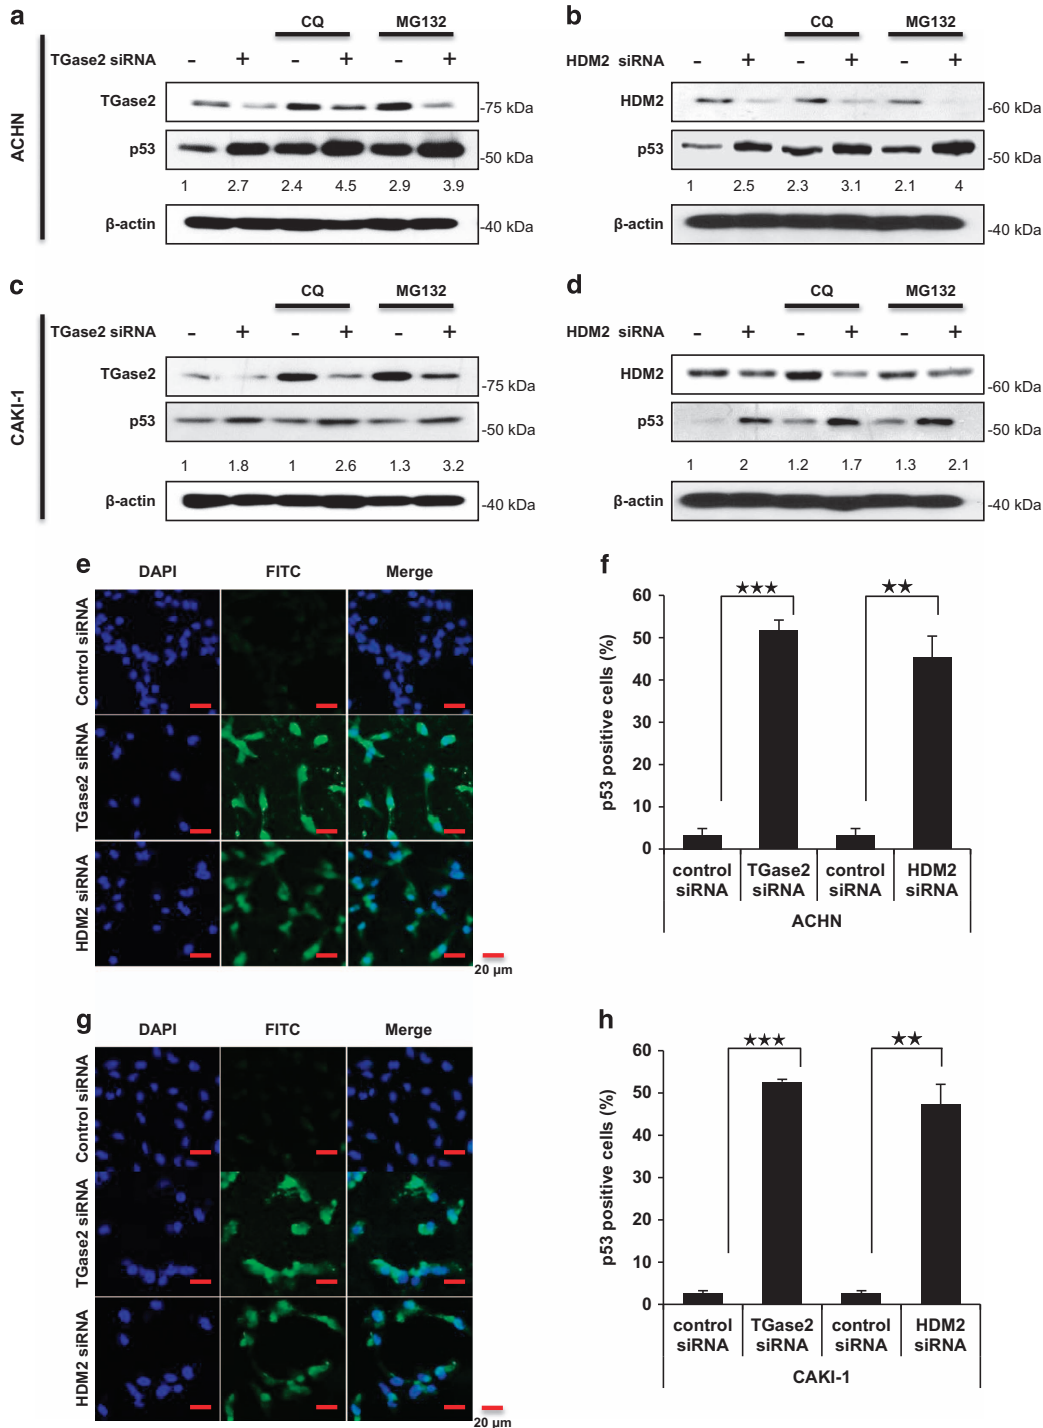 a
CQ
MG132
TGase2 siRNA - + - + - +
TGase2
-75 kDa
p53
-50 kDa
1 2.7 2.4 4.5 2.9 3.9
β-actin
-40 kDa
ACHN
b
CQ
MG132
HDM2 siRNA - + - + - +
HDM2
-60 kDa
p53
-50 kDa
1 2.5 2.3 3.1 2.1 4
β-actin
-40 kDa
c
CQ
MG132
TGase2 siRNA - + - + - +
TGase2
-75 kDa
p53
-50 kDa
1 1.8 1 2.6 1.3 3.2
β-actin
-40 kDa
CAKI-1
d
CQ
MG132
HDM2 siRNA - + - + - +
HDM2
-60 kDa
p53
-50 kDa
1 2 1.2 1.7 1.3 2.1
β-actin
-40 kDa
e
DAPI FITC Merge
Control siRNA
TGase2 siRNA
HDM2 siRNA
20 µm
f
★★★
★★
p53 positive cells (%)
60
50
40
30
20
10
0
control siRNA
TGase2 siRNA
control siRNA
HDM2 siRNA
ACHN
g
DAPI FITC Merge
Control siRNA
TGase2 siRNA
HDM2 siRNA
20 µm
h
★★★
★★
p53 positive cells (%)
60
50
40
30
20
10
0
control siRNA
TGase2 siRNA
control siRNA
HDM2 siRNA
CAKI-1